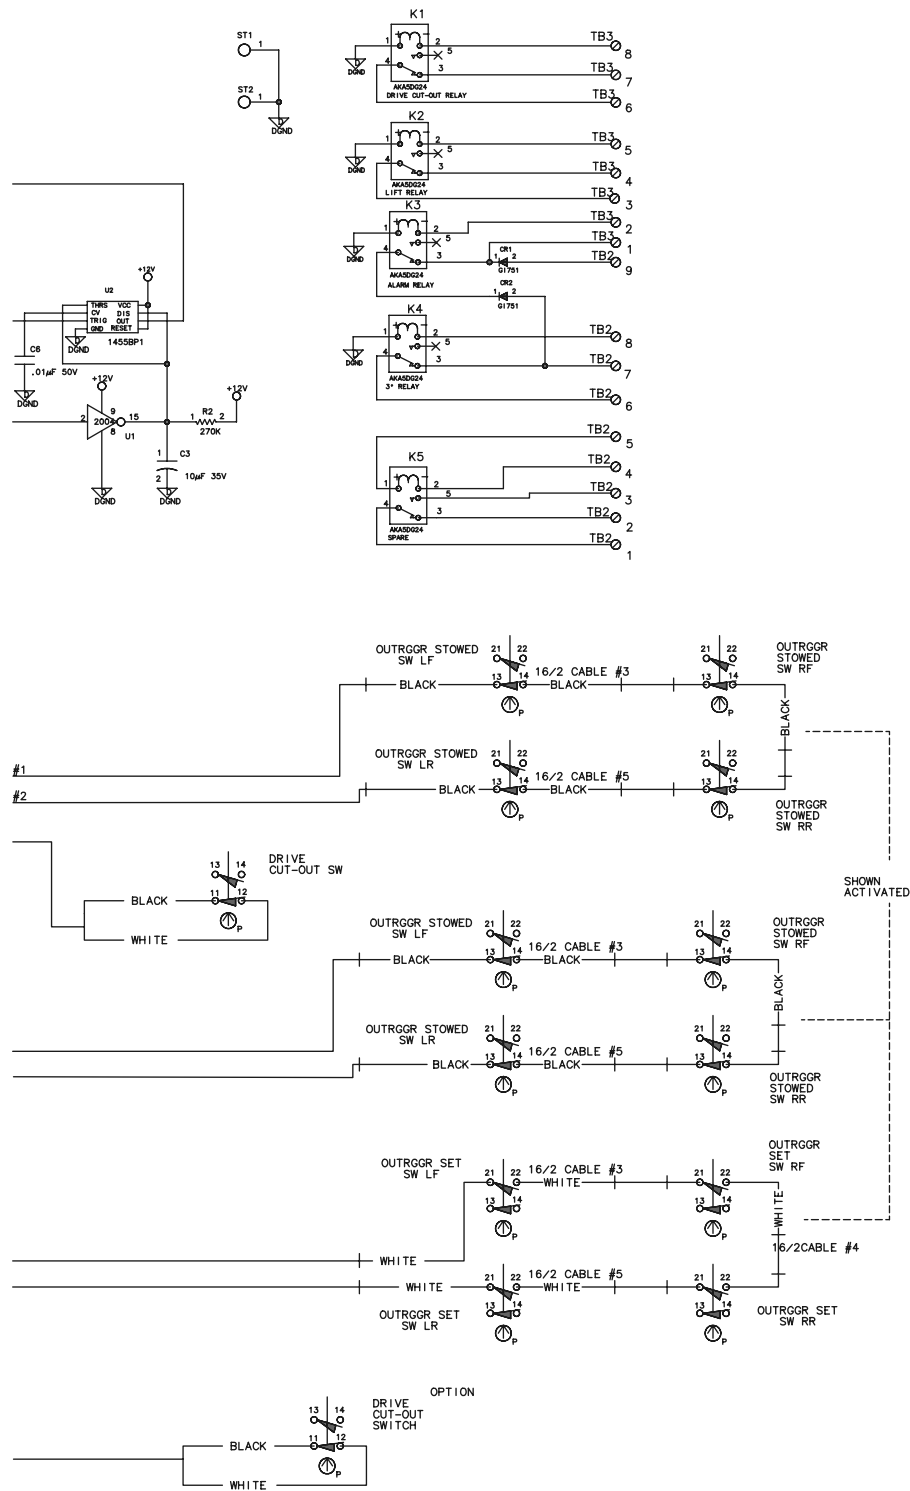 K1
ST1
1
1
2
5
TB3
8
4
3
TB3
7
DGND
AKA5DG24
DRIVE CUT-OUT RELAY
TB3
6
ST2
1
D
DGND
K2
1
2
5
TB3
5
4
3
TB3
4
DGND
AKA5DG24
LIFT RELAY
TB3
3
K3
1
2
5
TB3
2
TB3
1
4
3
CR1
1 2
GI751
TB2
9
DGND
AKA5DG24
ALARM RELAY
CR2
1 2
GI751
+12V
U2
THRS VCC
CV DIS
TRIG OUT
GND RESET
1455BP1
D
DGND
C6
.01µF 50V
DGND
K4
1
2
5
TB2
8
4
3
TB2
7
DGND
AKA5DG24
3° RELAY
TB2
6
+12V
+12V
2
9
2004
8
15
U1
1 R2 2
270K
1
C3
2
10µF 35V
DGND
DGND
TB2
5
K5
TB2
4
1
2
5
TB2
3
4
3
TB2
2
AKA5DG24
SPARE
TB2
1
OUTRGGR STOWED
SW LF
21 22
13 14
16/2 CABLE #3
BLACK
BLACK
P
21 22
13 14
P
OUTRGGR
STOWED
SW RF
BLACK
#1
#2
OUTRGGR STOWED
SW LR
21 22
13 14
16/2 CABLE #5
BLACK
BLACK
P
21 22
13 14
P
OUTRGGR
STOWED
SW RR
DRIVE
CUT-OUT SW
13 14
11 12
BLACK
WHITE
P
SHOWN
ACTIVATED
OUTRGGR STOWED
SW LF
21 22
13 14
16/2 CABLE #3
BLACK
BLACK
P
21 22
13 14
P
OUTRGGR
STOWED
SW RF
BLACK
OUTRGGR STOWED
SW LR
21 22
13 14
16/2 CABLE #5
BLACK
BLACK
P
21 22
13 14
P
OUTRGGR
STOWED
SW RR
OUTRGGR SET
SW LF
21 22
13 14
16/2 CABLE #3
WHITE
P
21 22
13 14
P
OUTRGGR
SET
SW RF
WHITE
16/2CABLE #4
WHITE
WHITE
21 22
13 14
16/2 CABLE #5
WHITE
P
21 22
13 14
P
OUTRGGR SET
SW LR
OUTRGGR SET
SW RR
OPTION
DRIVE
CUT-OUT
SWITCH
13 14
11 12
BLACK
WHITE
P